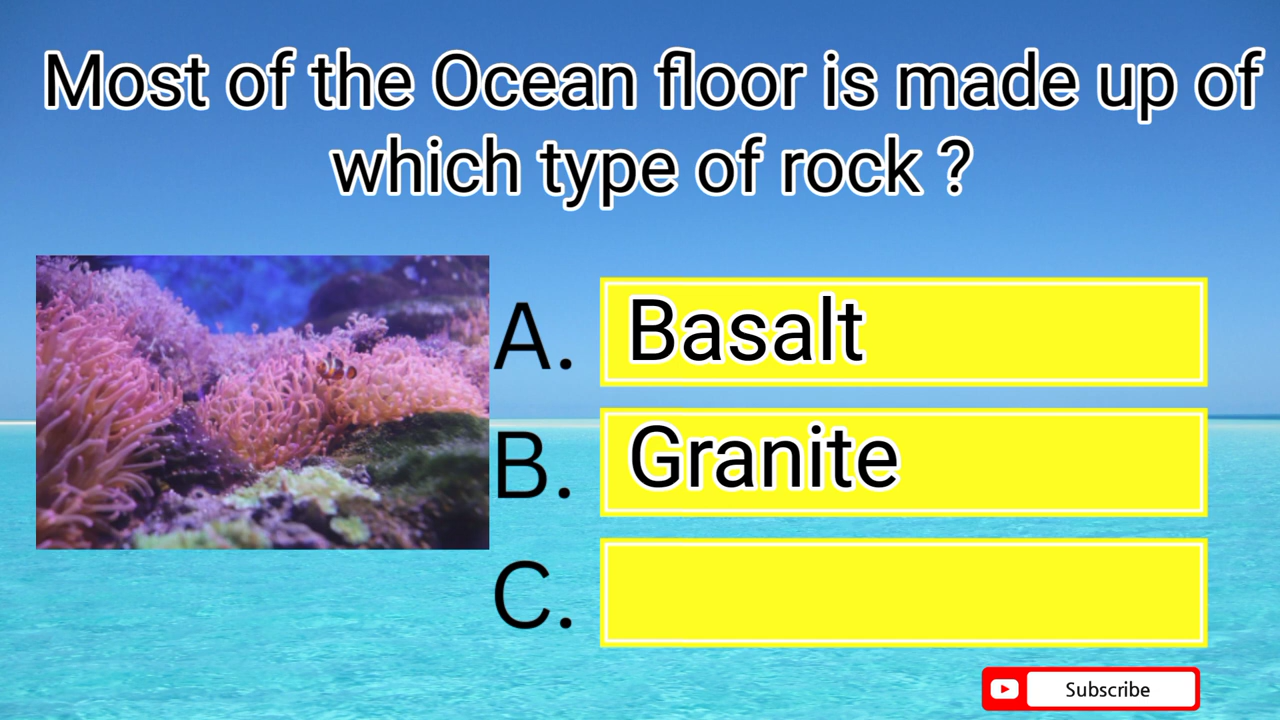 Most of the Ocean floor is made up of
which type of rock ?
A. Basalt
B. Granite
C.
Subscribe